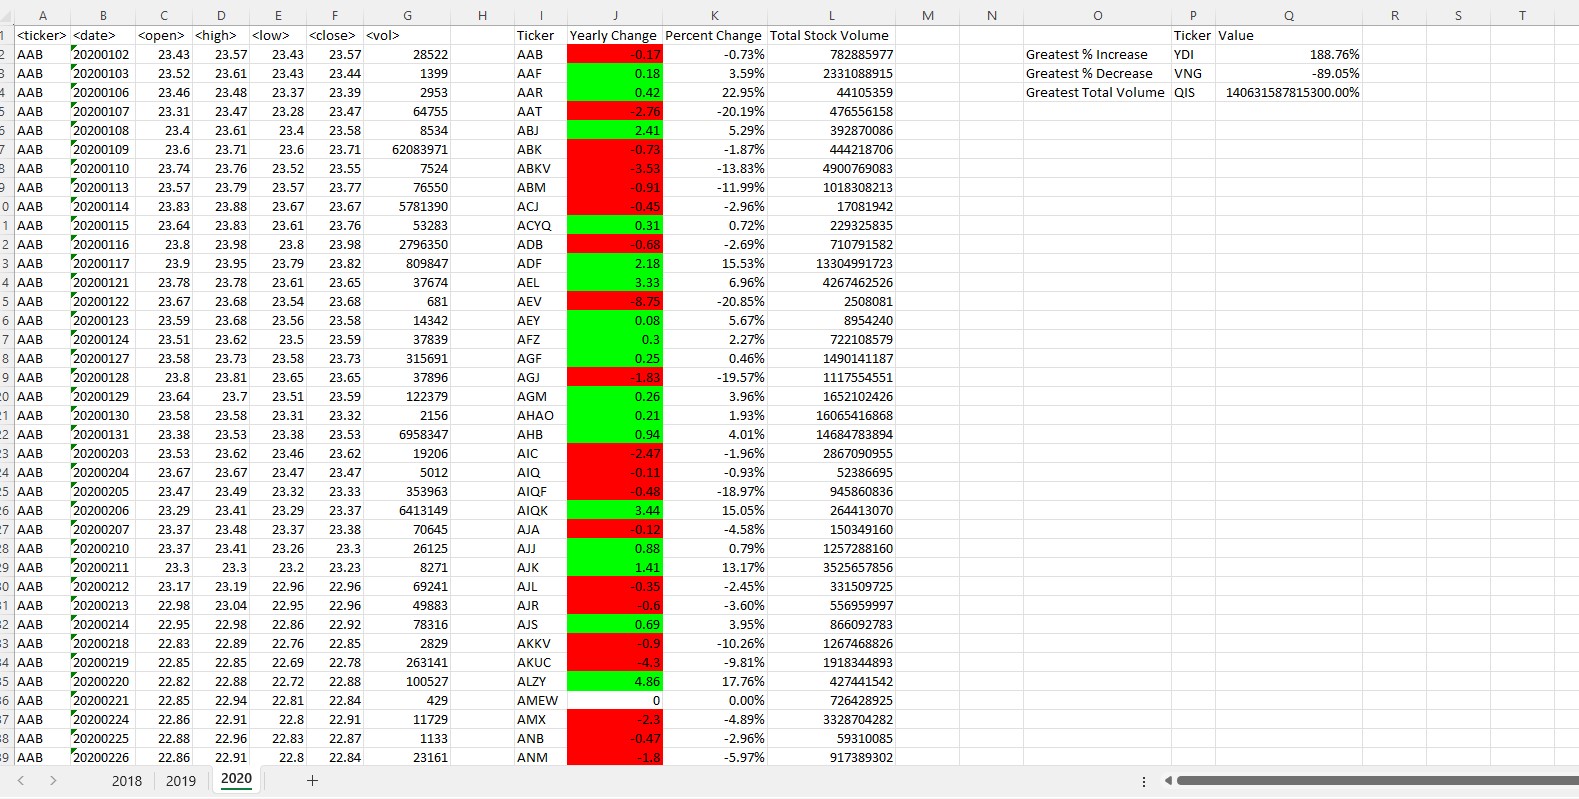 A B C D E F G H I J K L M N O P Q R S T
1 <ticker> <date> <open> <high> <low> <close> <vol> Ticker Yearly Change Percent Change Total Stock Volume Ticker Value
2 AAB 20200102 23.43 23.57 23.43 23.57 28522 AAB -0.17 -0.73% 782885977 Greatest % Increase YDI 188.76%
3 AAB 20200103 23.52 23.61 23.43 23.44 1399 AAF 0.18 3.59% 2331088915 Greatest % Decrease VNG -89.05%
4 AAB 20200106 23.46 23.48 23.37 23.39 2953 AAR 0.42 22.95% 44105359 Greatest Total Volume QIS 140631587815300.00%
5 AAB 20200107 23.31 23.47 23.28 23.47 64755 AAT -2.76 -20.19% 476556158
6 AAB 20200108 23.4 23.61 23.4 23.58 8534 ABJ 2.41 5.29% 392870086
7 AAB 20200109 23.6 23.71 23.6 23.71 62083971 ABK -0.73 -1.87% 444218706
8 AAB 20200110 23.74 23.76 23.52 23.55 7524 ABKV -3.53 -13.83% 4900769083
9 AAB 20200113 23.57 23.79 23.57 23.77 76550 ABM -0.91 -11.99% 1018308213
0 AAB 20200114 23.83 23.88 23.67 23.67 5781390 ACJ -0.45 -2.96% 17081942
1 AAB 20200115 23.64 23.83 23.61 23.76 53283 ACYQ 0.31 0.72% 229325835
2 AAB 20200116 23.8 23.98 23.8 23.98 2796350 ADB -0.68 -2.69% 710791582
3 AAB 20200117 23.9 23.95 23.79 23.82 809847 ADF 2.18 15.53% 13304991723
4 AAB 20200121 23.78 23.78 23.61 23.65 37674 AEL 3.33 6.96% 4267462526
5 AAB 20200122 23.67 23.68 23.54 23.68 681 AEV -8.75 -20.85% 2508081
6 AAB 20200123 23.59 23.68 23.56 23.58 14342 AEY 0.08 5.67% 8954240
7 AAB 20200124 23.51 23.62 23.5 23.59 37839 AFZ 0.3 2.27% 722108579
8 AAB 20200127 23.58 23.73 23.58 23.73 315691 AGF 0.25 0.46% 1490141187
9 AAB 20200128 23.8 23.81 23.65 23.65 37896 AGJ -1.83 -19.57% 1117554551
20 AAB 20200129 23.64 23.7 23.51 23.59 122379 AGM 0.26 3.96% 1652102426
21 AAB 20200130 23.58 23.58 23.31 23.32 2156 AHAO 0.21 1.93% 16065416868
22 AAB 20200131 23.38 23.53 23.38 23.53 6958347 AHB 0.94 4.01% 14684783894
23 AAB 20200203 23.53 23.62 23.46 23.62 19206 AIC -2.47 -1.96% 2867090955
24 AAB 20200204 23.67 23.67 23.47 23.47 5012 AIQ -0.11 -0.93% 52386695
25 AAB 20200205 23.47 23.49 23.32 23.33 353963 AIQF -0.48 -18.97% 945860836
26 AAB 20200206 23.29 23.41 23.29 23.37 6413149 AIQK 3.44 15.05% 264413070
27 AAB 20200207 23.37 23.48 23.37 23.38 70645 AJA -0.12 -4.58% 150349160
28 AAB 20200210 23.37 23.41 23.26 23.3 26125 AJJ 0.88 0.79% 1257288160
29 AAB 20200211 23.3 23.3 23.2 23.23 8271 AJK 1.41 13.17% 3525657856
30 AAB 20200212 23.17 23.19 22.96 22.96 69241 AJL -0.35 -2.45% 331509725
31 AAB 20200213 22.98 23.04 22.95 22.96 49883 AJR -0.6 -3.60% 556959997
32 AAB 20200214 22.95 22.98 22.86 22.92 78316 AJS 0.69 3.95% 866092783
33 AAB 20200218 22.83 22.89 22.76 22.85 2829 AKKV -0.9 -10.26% 1267468826
34 AAB 20200219 22.85 22.85 22.69 22.78 263141 AKUC -4.3 -9.81% 1918344893
35 AAB 20200220 22.82 22.88 22.72 22.88 100527 ALZY 4.86 17.76% 427441542
36 AAB 20200221 22.85 22.94 22.81 22.84 429 AMEW 0 0.00% 726428925
37 AAB 20200224 22.86 22.91 22.8 22.91 11729 AMX -2.3 -4.89% 3328704282
38 AAB 20200225 22.88 22.96 22.83 22.87 1133 ANB -0.47 -2.96% 59310085
39 AAB 20200226 22.86 22.91 22.8 22.84 23161 ANM -1.8 -5.97% 917389302
2018 2019 2020